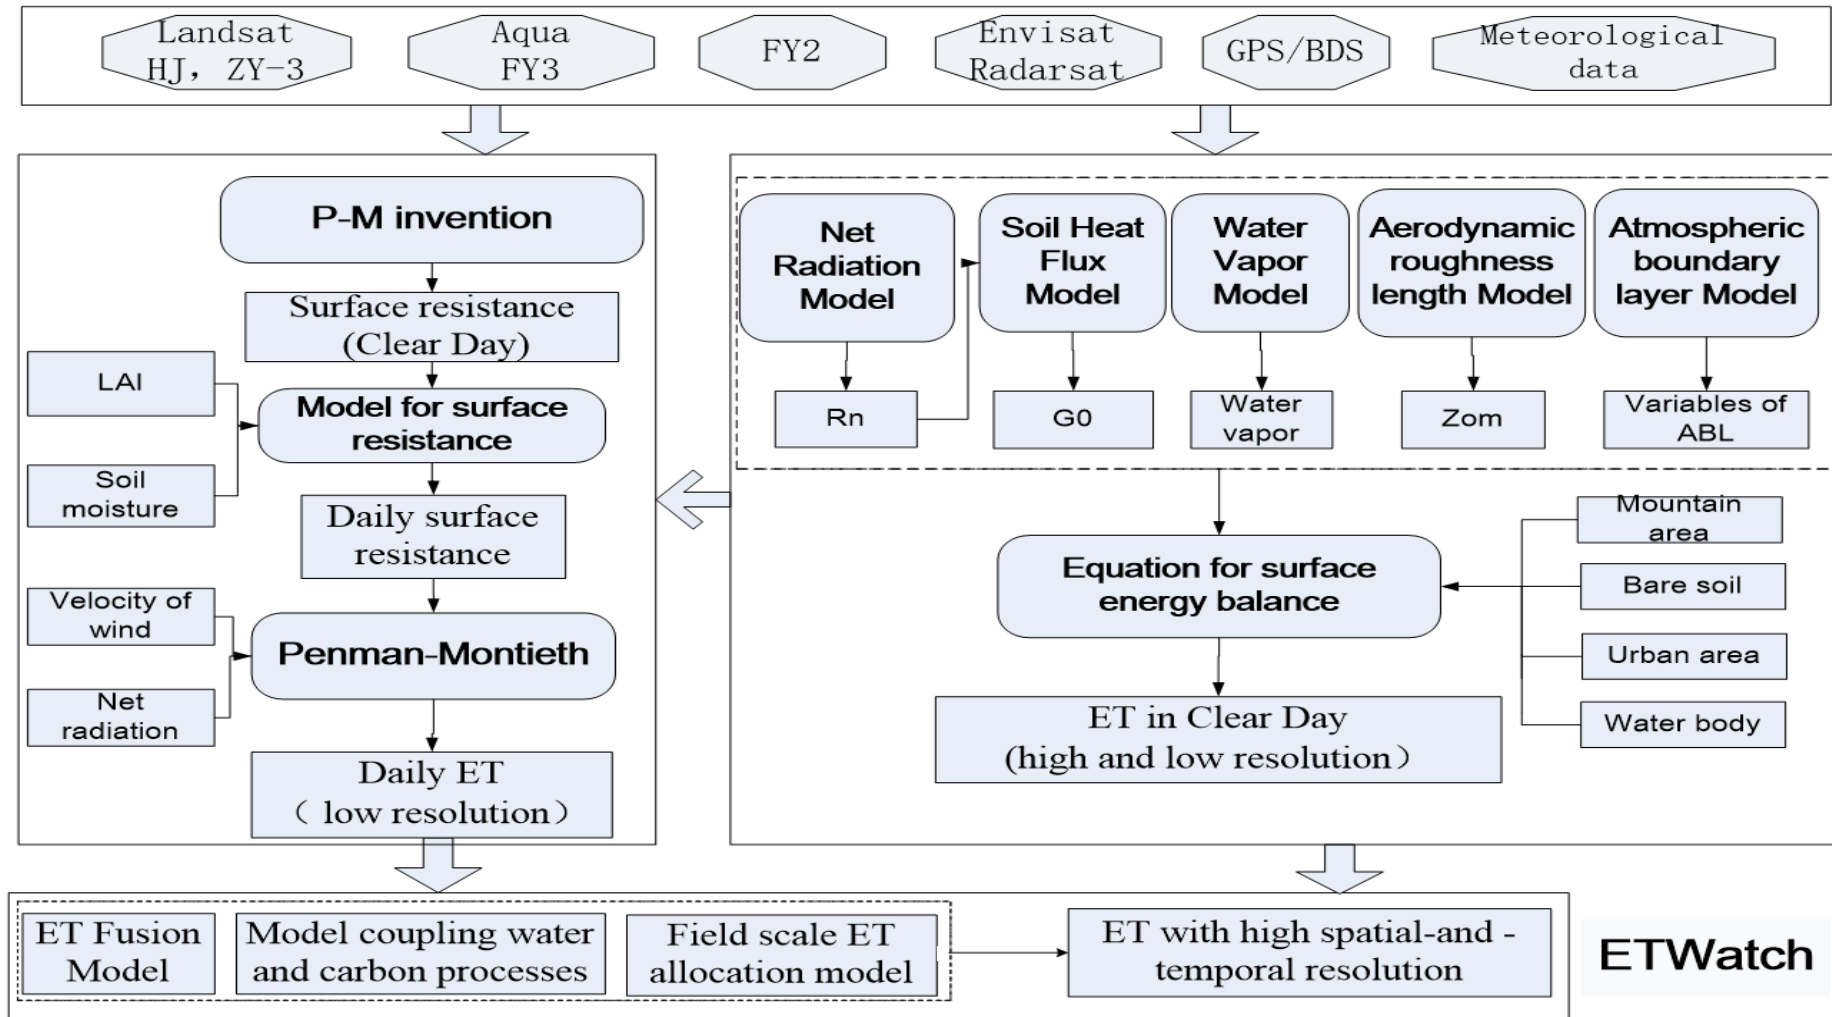 Landsat
HJ, ZY-3
Aqua
FY3
FY2
Envisat
Radarsat
GPS/BDS
Meteorological
data
P-M invention
Surface resistance
(Clear Day)
LAI
Model for surface
resistance
Soil
moisture
Daily surface
resistance
Velocity of
wind
Penman-Montieth
Net
radiation
Daily ET
( low resolution)
Net
Radiation
Model
Soil Heat
Flux
Model
Water
Vapor
Model
Aerodynamic
roughness
length Model
Atmospheric
boundary
layer Model
Rn
G0
Water
vapor
Zom
Variables of
ABL
Mountain
area
Equation for surface
energy balance
Bare soil
Urban area
Water body
ET in Clear Day
(high and low resolution)
ET Fusion
Model
Model coupling water
and carbon processes
Field scale ET
allocation model
ET with high spatial-and -
temporal resolution
ETWatch